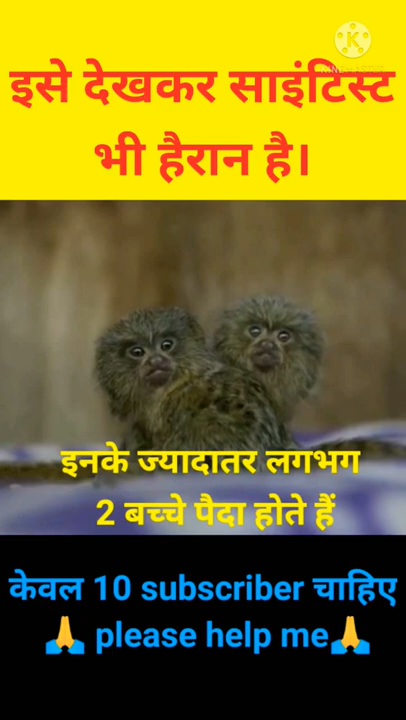 इसे देखकर साइंटिस्ट
भी हैरान है।
इनके ज्यादातर लगभग
2 बच्चे पैदा होते हैं
केवल 10 subscriber चाहिए
🙏 please help me🙏